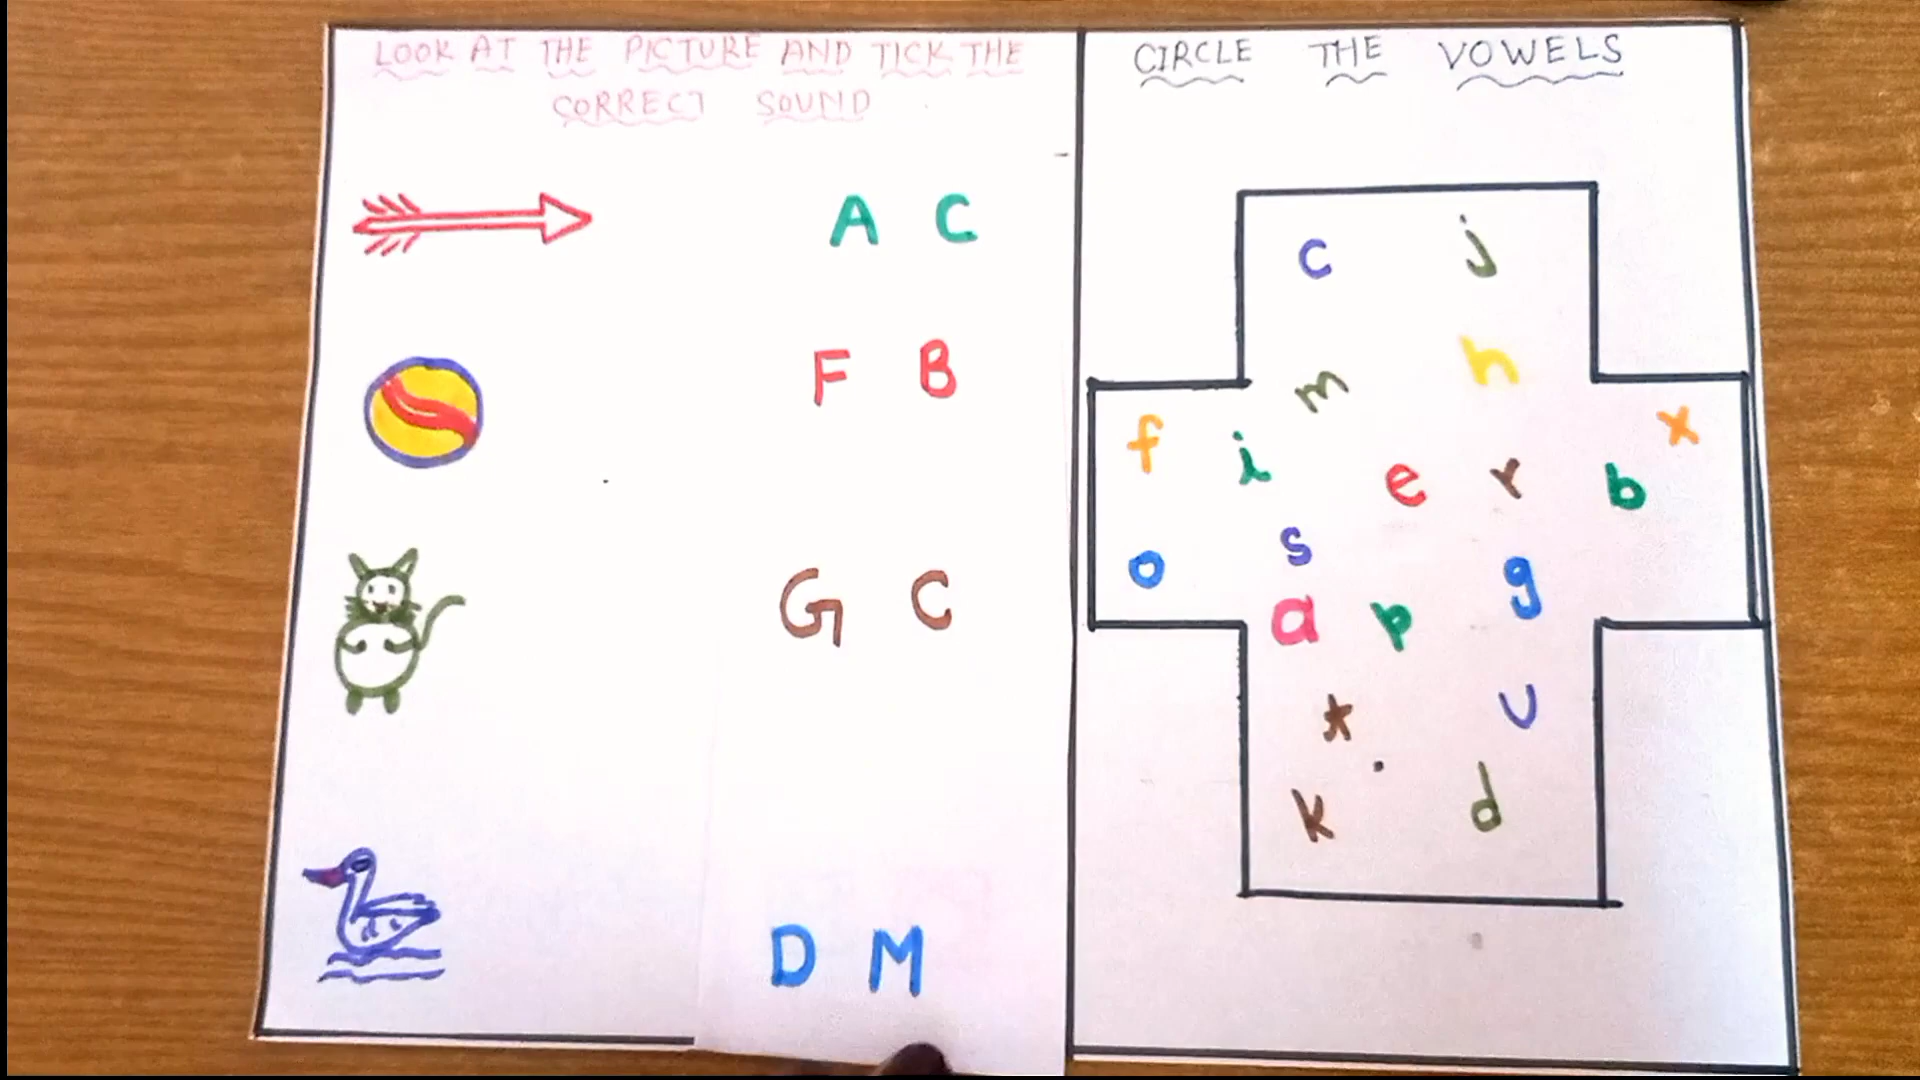 LOOK AT THE PICTURE AND TICK THE
CORRECT SOUND
A C
F B
G C
D M
CIRCLE THE VOWELS
c j
m h
f i e r b x
o s g
a p
t u
k d